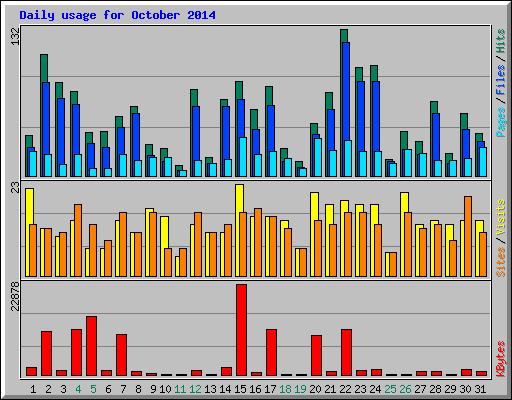 Daily usage for October 2014
132
Pages / Files / Hits
23
Sites / Visits
22878
KBytes
1 2 3 4 5 6 7 8 9 10 11 12 13 14 15 16 17 18 19 20 21 22 23 24 25 26 27 28 29 30 31